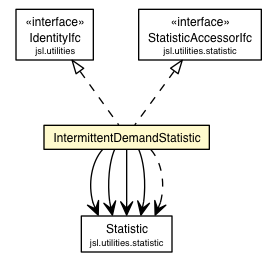 «interface»
IdentityIfc
jsl.utilities
«interface»
StatisticAccessorIfc
jsl.utilities.statistic
IntermittentDemandStatistic
Statistic
jsl.utilities.statistic